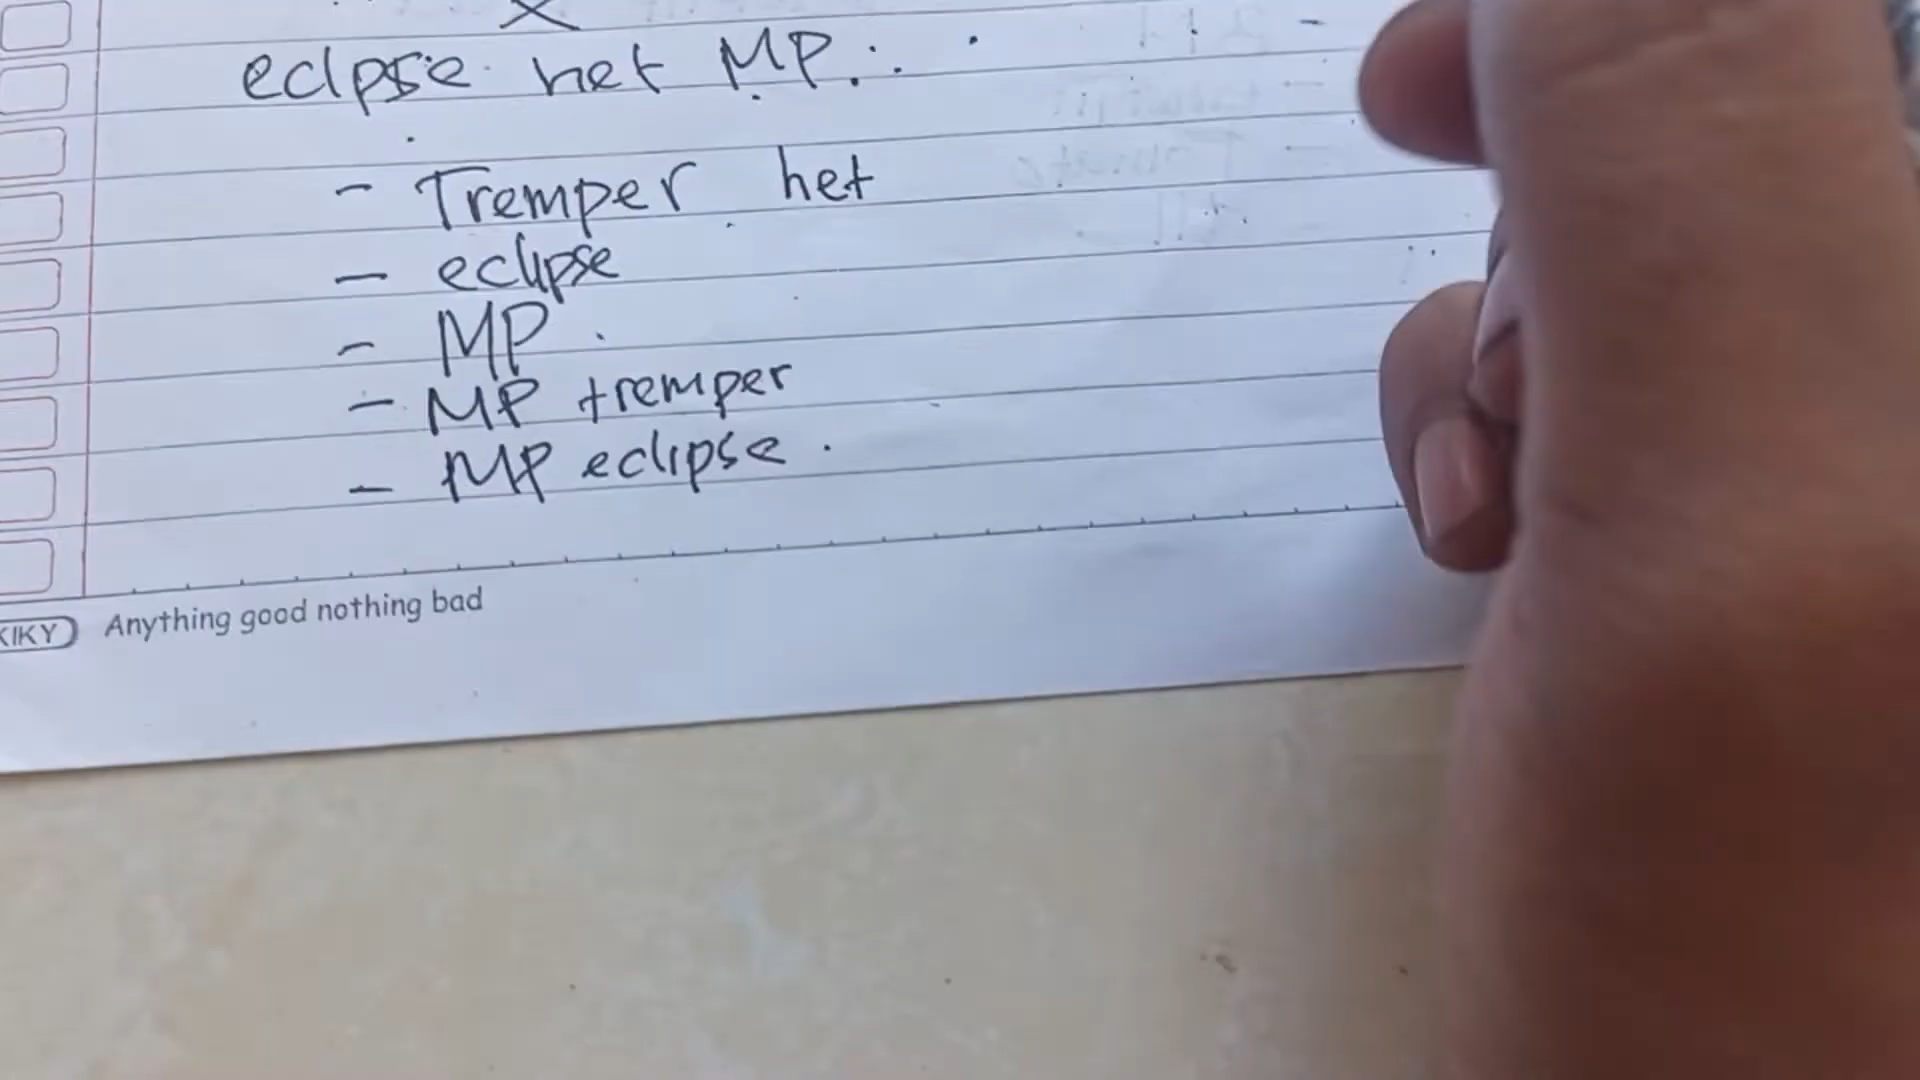 X
eclpse het MP.
- Tremper het
- eclipse
- MP.
- MP tremper
- MP eclipse.
KIKY Anything good nothing bad